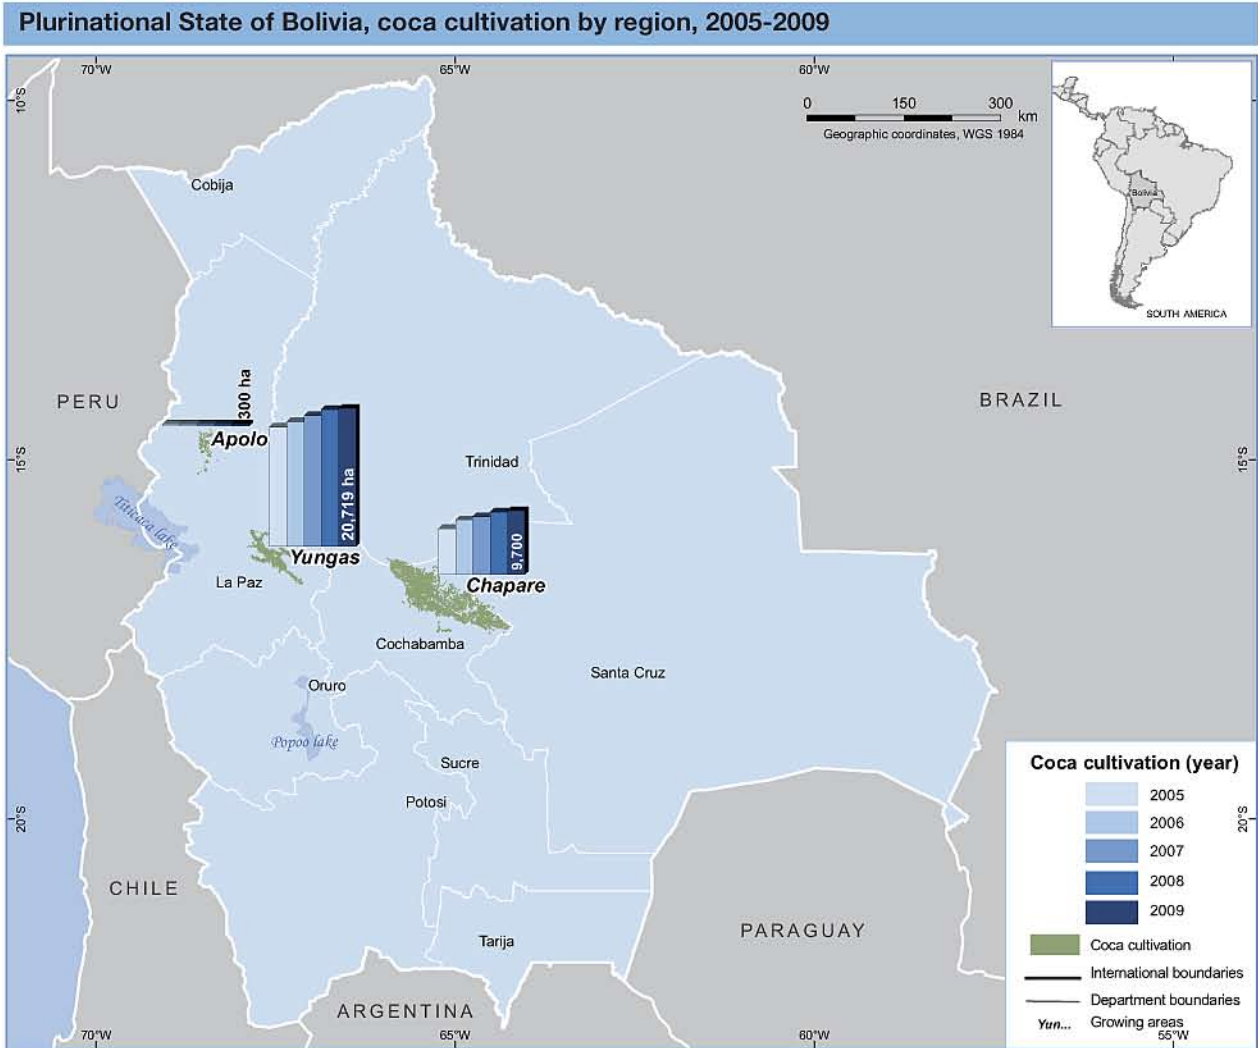 Plurinational State of Bolivia, coca cultivation by region, 2005-2009
70°W
65°W
60°W
10°S
0 150 300 km
Geographic coordinates, WGS 1984
Bolivia
SOUTH AMERICA
Cobija
PERU
BRAZIL
300 ha
Apolo
15°S
Trinidad
15°S
Titicaca lake
20,719 ha
9,700
Yungas
La Paz
Chapare
Cochabamba
Santa Cruz
Oruro
Popoo lake
Sucre
Potosi
20°S
20°S
CHILE
PARAGUAY
Tarija
ARGENTINA
Coca cultivation (year)
2005
2006
2007
2008
2009
Coca cultivation
International boundaries
Department boundaries
Yun... Growing areas
70°W
65°W
60°W
55°W